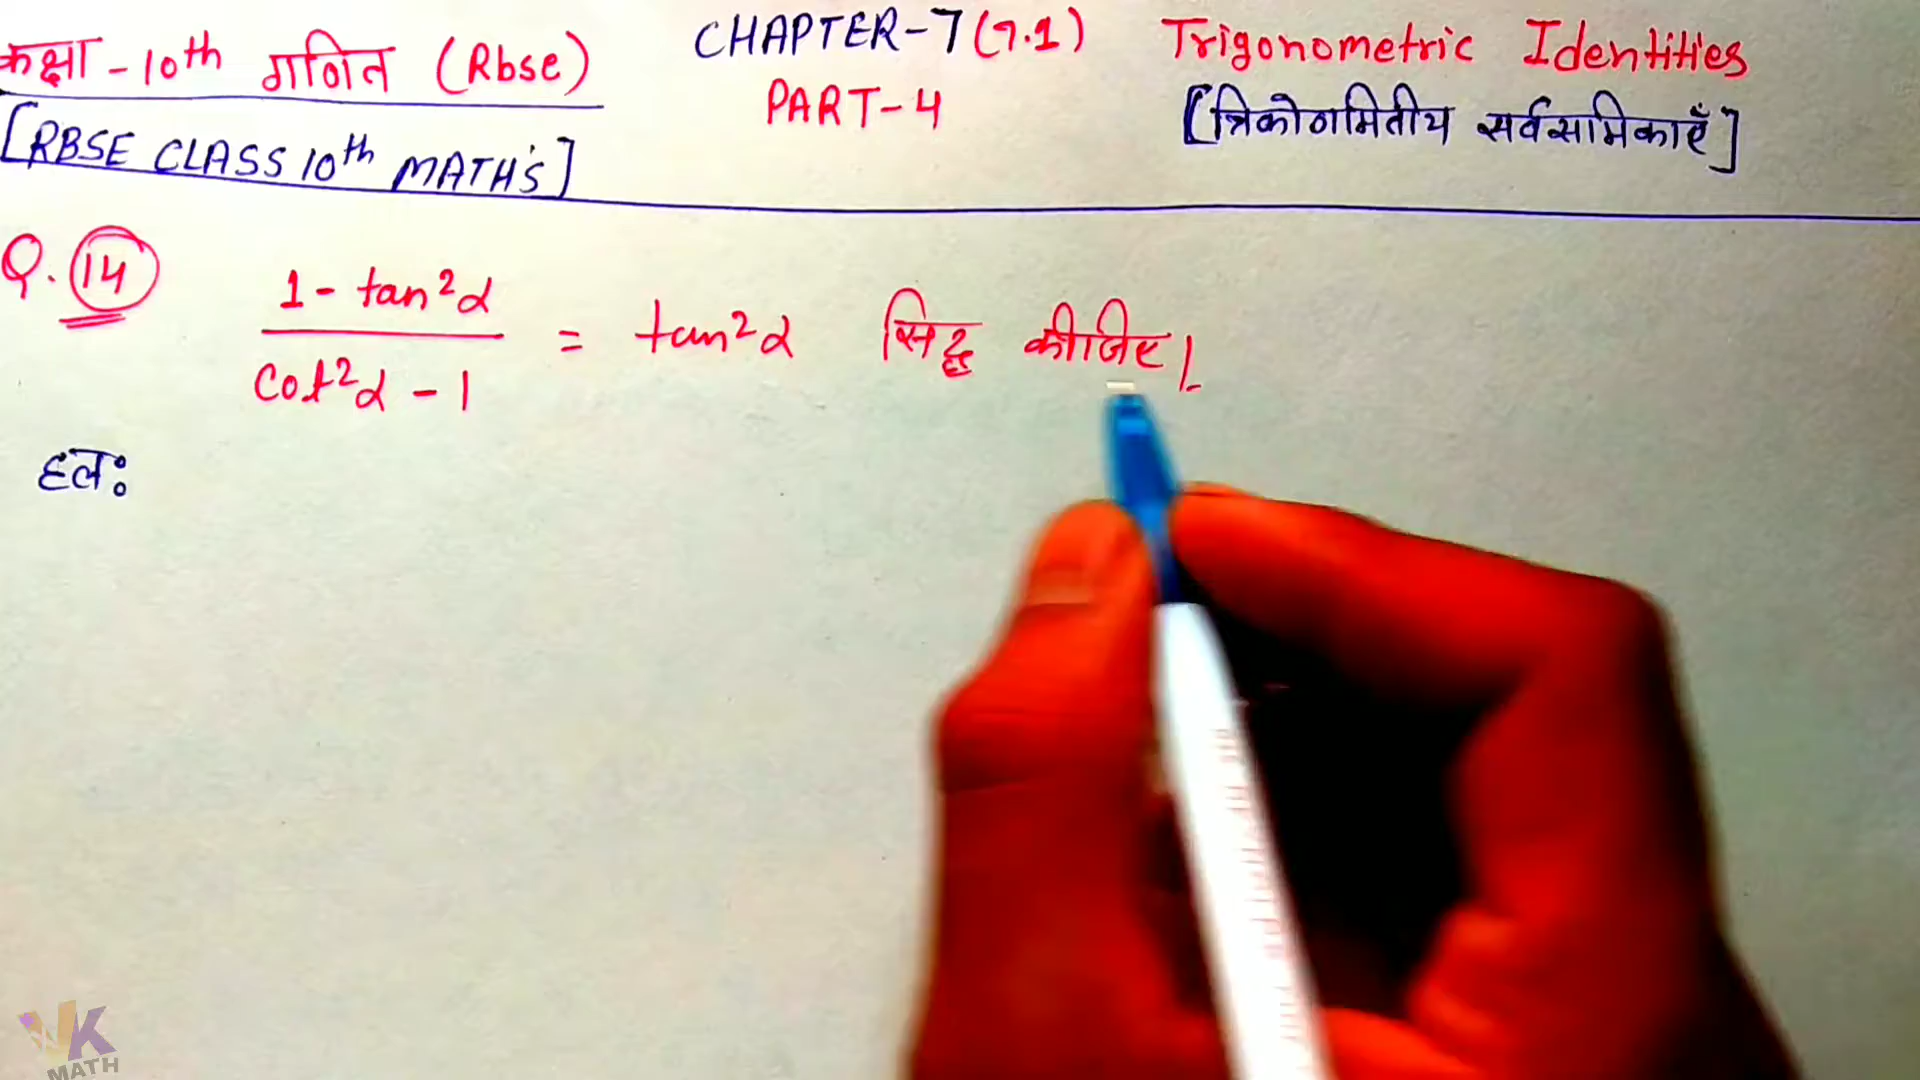 कक्षा - 10th गणित (Rbse)
[RBSE CLASS 10th MATH'S]
CHAPTER-7 (7.1)
PART-4
Trigonometric Identities
[त्रिकोणमितीय सर्वसमिकाएँ]
Q. 14 1 - tan²α / cot²α - 1 = tan²α सिद्ध कीजिए।
हल:
VK
MATH